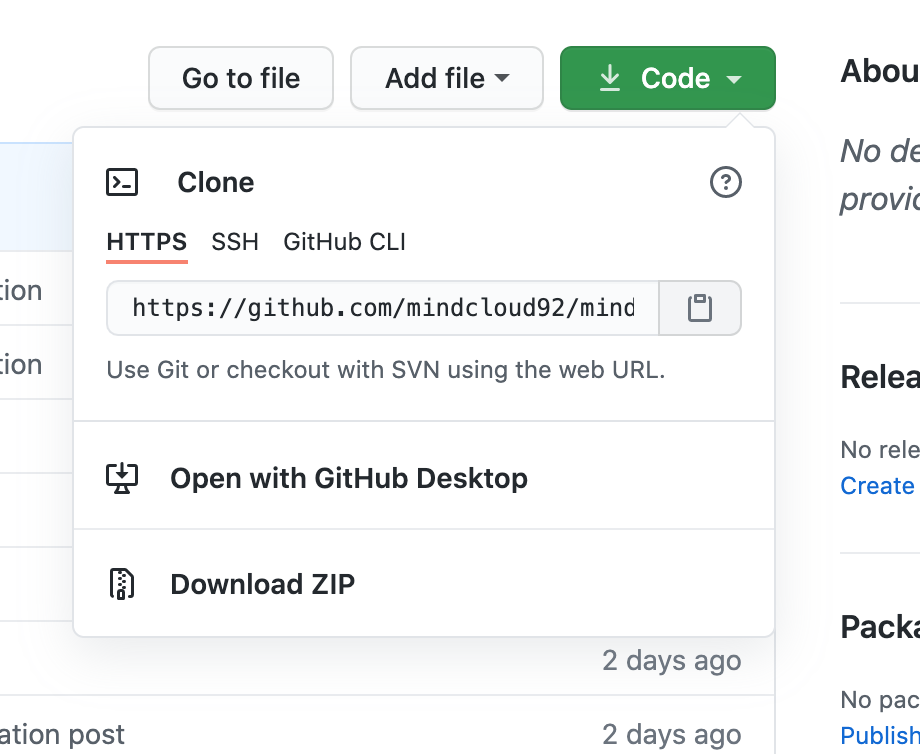 Go to file
Add file
Code
Clone
HTTPS SSH GitHub CLI
https://github.com/mindcloud92/mind
Use Git or checkout with SVN using the web URL.
Open with GitHub Desktop
Download ZIP
tion
tion
2 days ago
ation post
2 days ago
Abou
No de
provid
Relea
No rele
Create
Packa
No pac
Publish